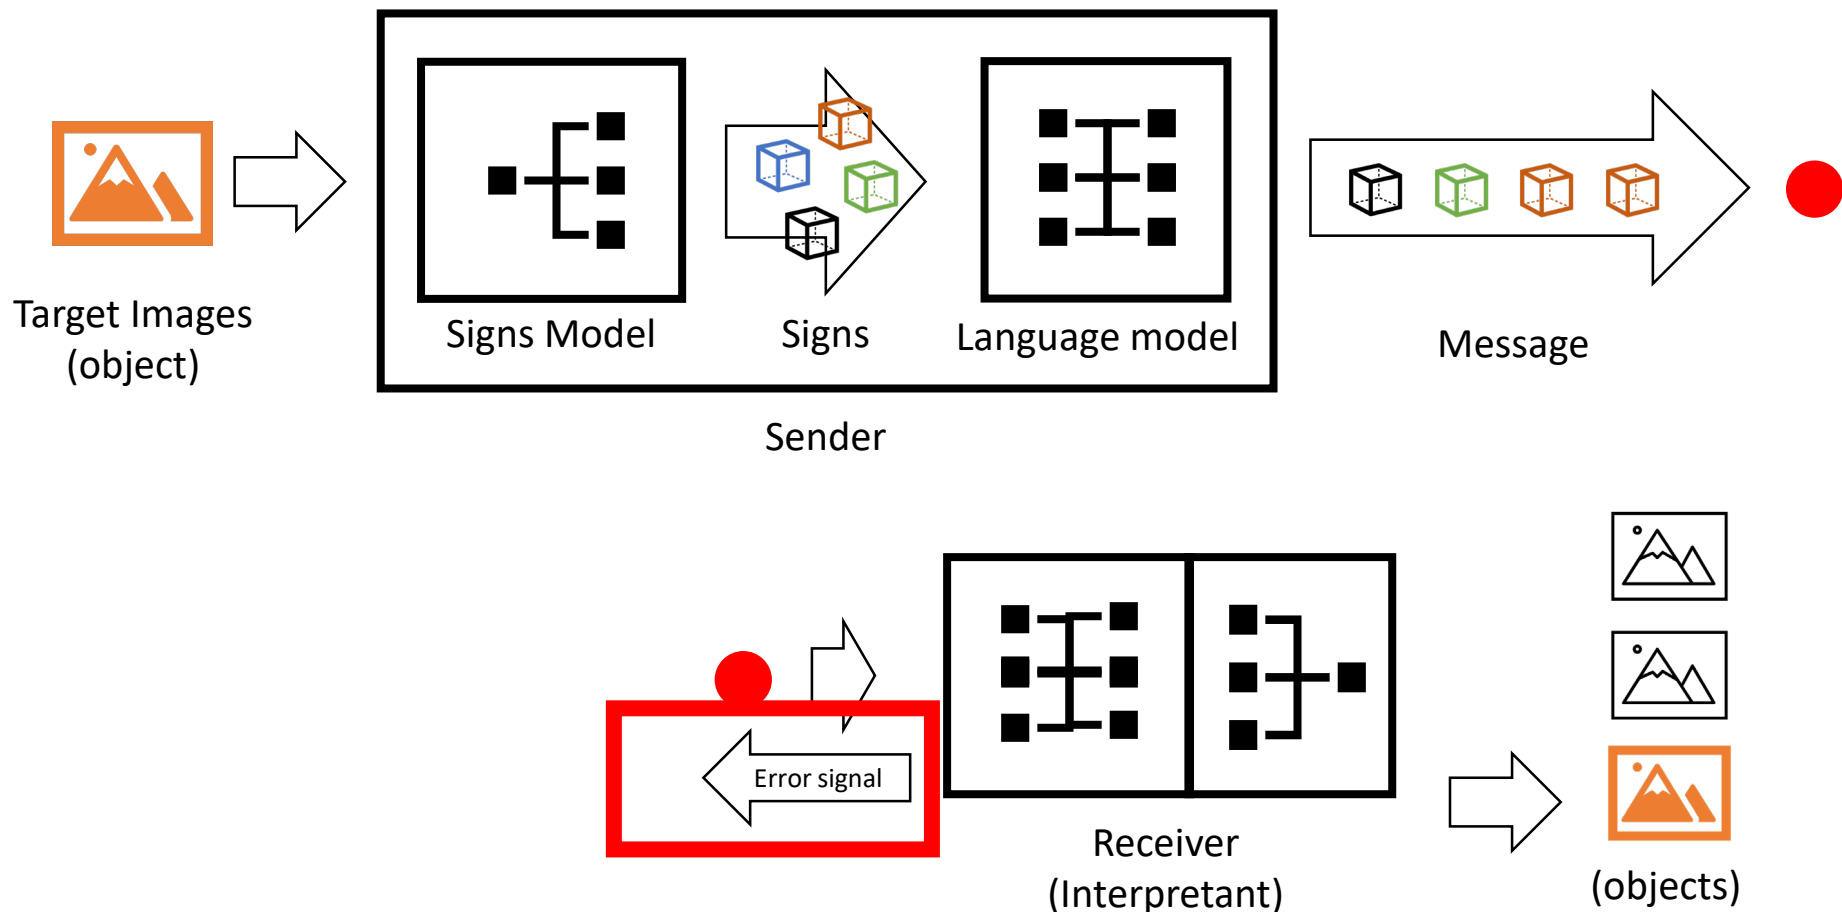 Target Images
(object)
Signs Model
Signs
Language model
Message
Sender
Error signal
Receiver
(Interpretant)
(objects)